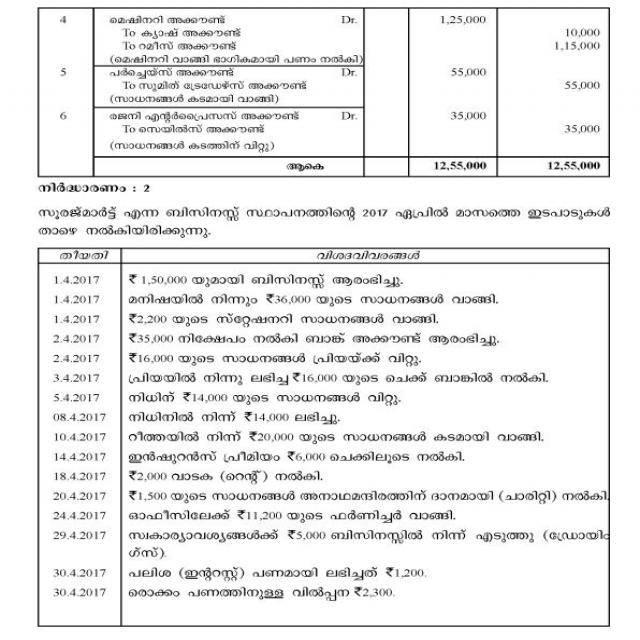 4 മെഷിനറി അക്കൗണ്ട് Dr. 1,25,000
To ക്യാഷ് അക്കൗണ്ട് 10,000
To റമീസ് അക്കൗണ്ട് 1,15,000
(മെഷിനറി വാങ്ങി ഭാഗികമായി പണം നൽകി)
5 പർച്ചെയ്സ് അക്കൗണ്ട് Dr. 55,000
To സുമിത് ട്രേഡേഴ്സ് അക്കൗണ്ട് 55,000
(സാധനങ്ങൾ കടമായി വാങ്ങി)
6 രജനി എന്റർപ്രൈസസ് അക്കൗണ്ട് Dr. 35,000
To സെയിൽസ് അക്കൗണ്ട് 35,000
(സാധനങ്ങൾ കടത്തിന് വിറ്റു)
ആകെ 12,55,000 12,55,000
നിർദ്ധാരണം : 2
സൂരജ്മാർട്ട് എന്ന ബിസിനസ്സ് സ്ഥാപനത്തിന്റെ 2017 ഏപ്രിൽ മാസത്തെ ഇടപാടുകൾ
താഴെ നൽകിയിരിക്കുന്നു.
തീയതി വിശദവിവരങ്ങൾ
1.4.2017 ₹ 1,50,000 യുമായി ബിസിനസ്സ് ആരംഭിച്ചു.
1.4.2017 മനിഷയിൽ നിന്നും ₹36,000 യുടെ സാധനങ്ങൾ വാങ്ങി.
1.4.2017 ₹2,200 യുടെ സ്റ്റേഷനറി സാധനങ്ങൾ വാങ്ങി.
2.4.2017 ₹35,000 നിക്ഷേപം നൽകി ബാങ്ക് അക്കൗണ്ട് ആരംഭിച്ചു.
2.4.2017 ₹16,000 യുടെ സാധനങ്ങൾ പ്രിയയ്ക്ക് വിറ്റു.
3.4.2017 പ്രിയയിൽ നിന്നു ലഭിച്ച ₹16,000 യുടെ ചെക്ക് ബാങ്കിൽ നൽകി.
5.4.2017 നിധിന് ₹14,000 യുടെ സാധനങ്ങൾ വിറ്റു.
08.4.2017 നിധിനിൽ നിന്ന് ₹14,000 ലഭിച്ചു.
10.4.2017 റീത്തയിൽ നിന്ന് ₹20,000 യുടെ സാധനങ്ങൾ കടമായി വാങ്ങി.
14.4.2017 ഇൻഷുറൻസ് പ്രീമിയം ₹6,000 ചെക്കിലൂടെ നൽകി.
18.4.2017 ₹2,000 വാടക (റെന്റ്) നൽകി.
20.4.2017 ₹1,500 യുടെ സാധനങ്ങൾ അനാഥമന്ദിരത്തിന് ദാനമായി (ചാരിറ്റി) നൽകി.
24.4.2017 ഓഫീസിലേക്ക് ₹11,200 യുടെ ഫർണിച്ചർ വാങ്ങി.
29.4.2017 സ്വകാര്യാവശ്യങ്ങൾക്ക് ₹5,000 ബിസിനസ്സിൽ നിന്ന് എടുത്തു (ഡ്രോയിം
ഗ്സ്).
30.4.2017 പലിശ (ഇന്ററസ്റ്റ്) പണമായി ലഭിച്ചത് ₹1,200.
30.4.2017 രൊക്കം പണത്തിനുള്ള വിൽപ്പന ₹2,300.